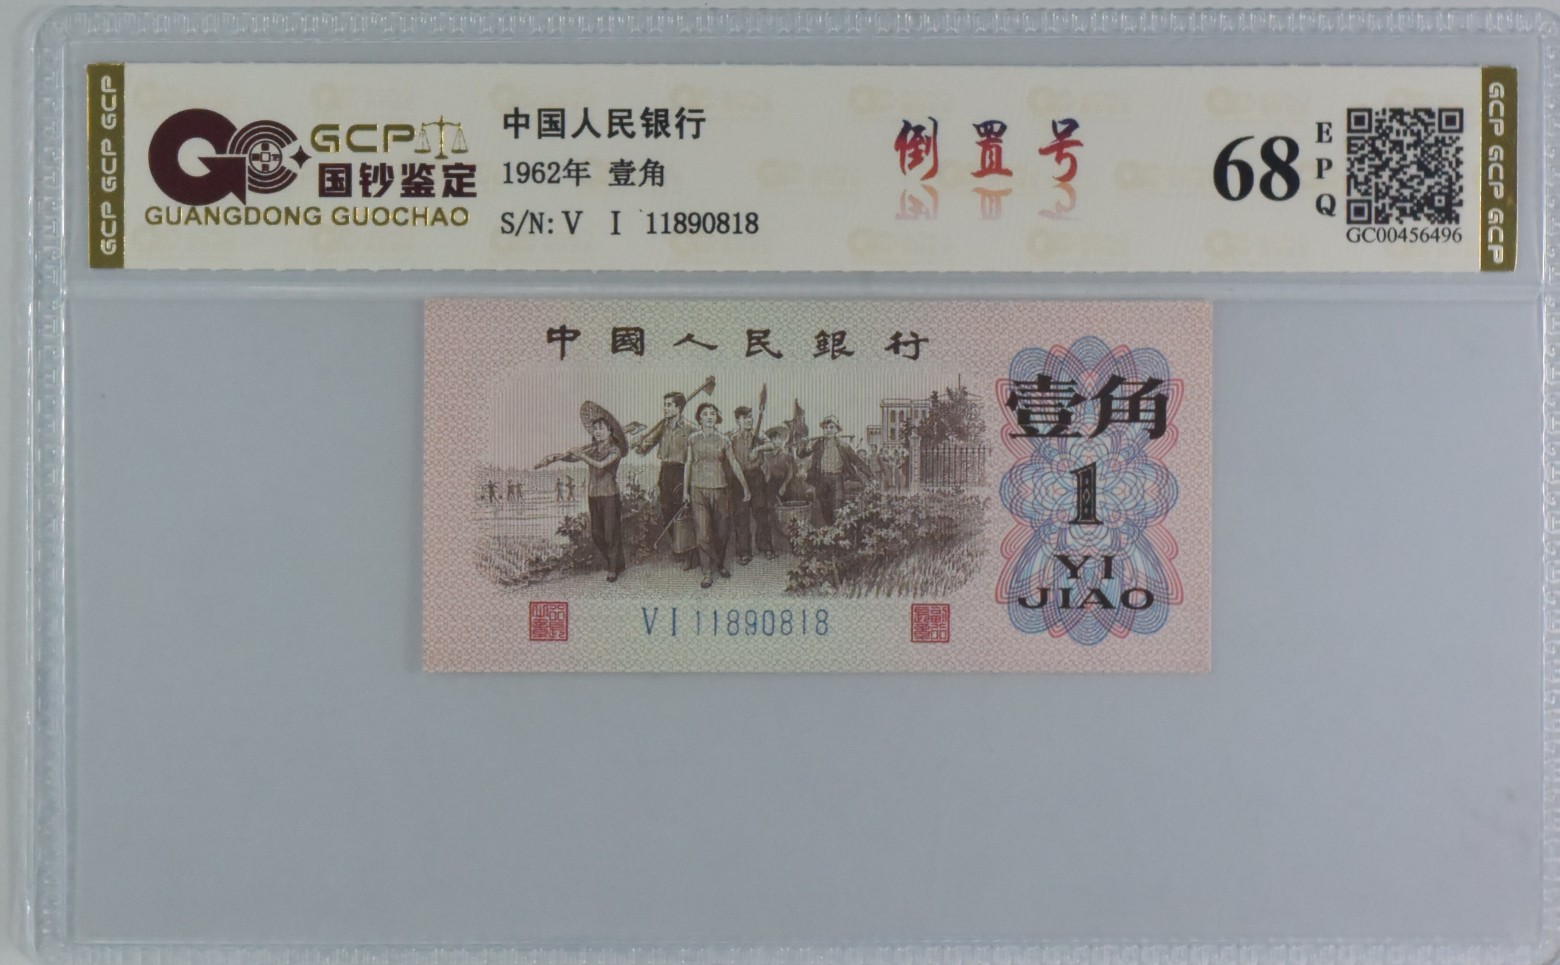 GCP GCP GCP
GCP
国钞鉴定
GUANGDONG GUOCHAO
中国人民银行
1962年 壹角
S/N: V I 11890818
倒置号
68
EPQ
GC00456496
GCP GCP GCP
中國人民銀行
壹角
1
YI
JIAO
VI 11890818